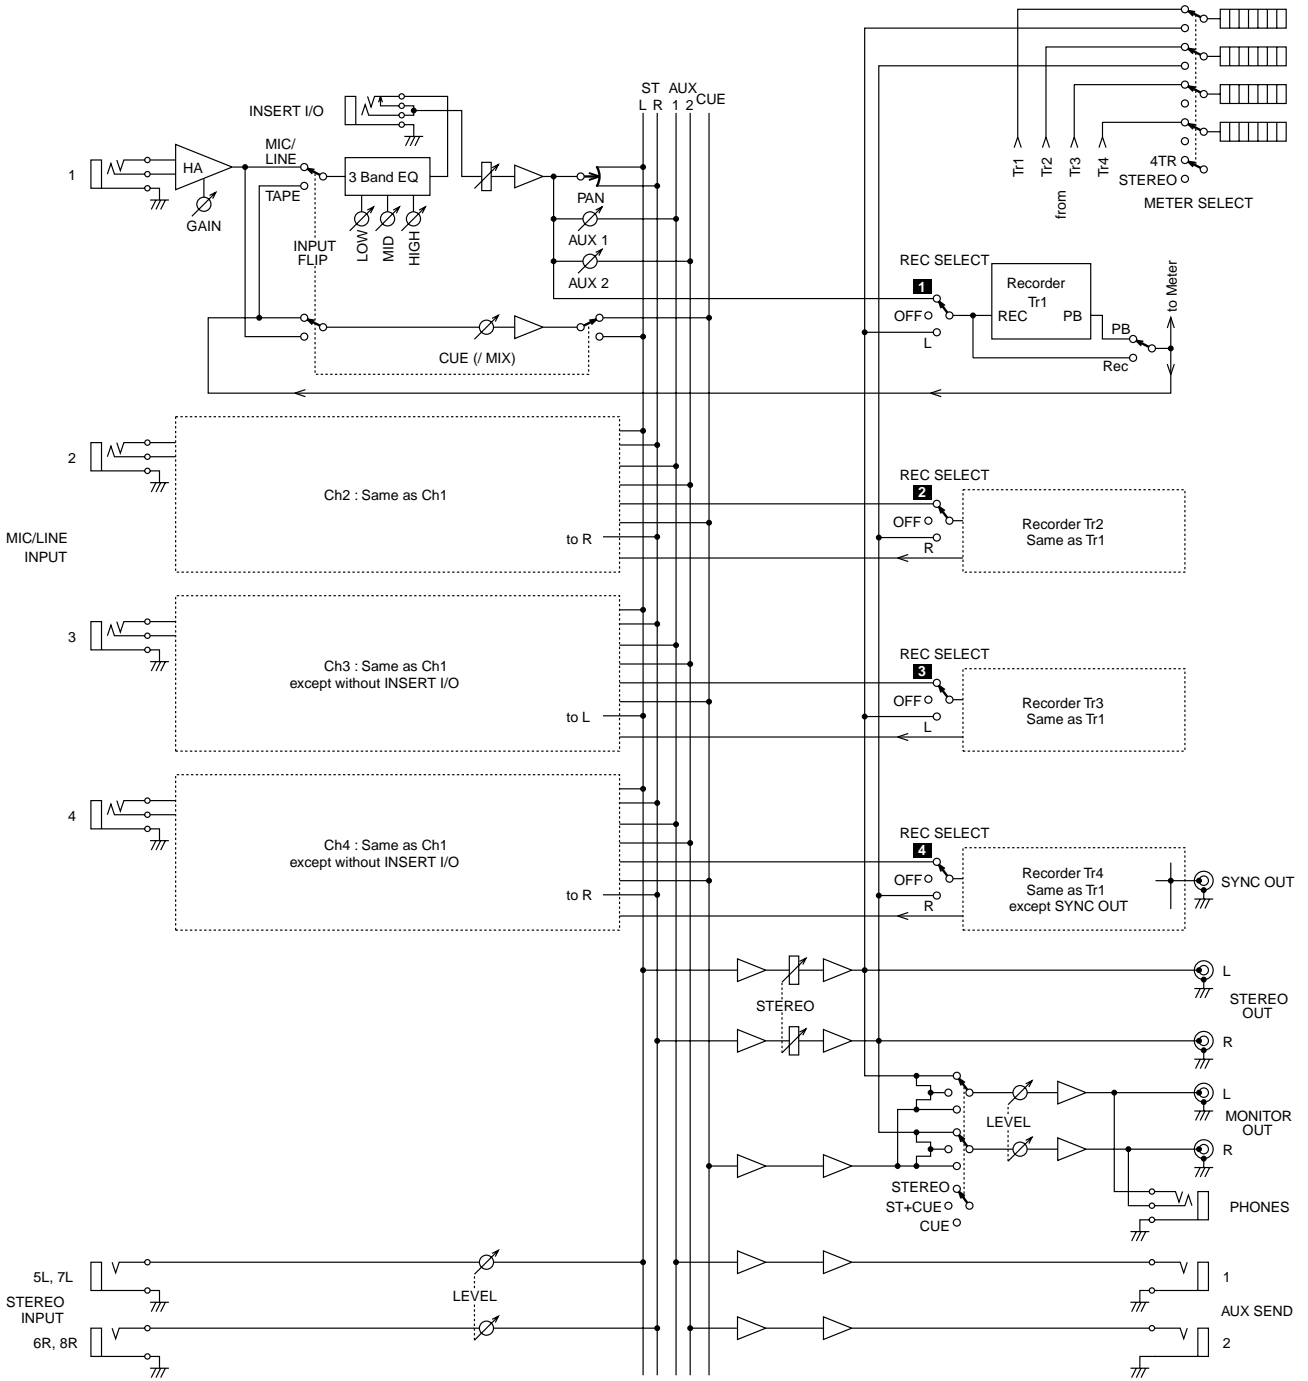 ST AUX
L R 1 2 CUE
INSERT I/O
MIC/
LINE
1
HA
3 Band EQ
TAPE
GAIN
LOW
MID
HIGH
INPUT
FLIP
PAN
AUX 1
AUX 2
CUE (/ MIX)
Tr1
Tr2
Tr3
Tr4
from
4TR
STEREO
METER SELECT
REC SELECT
1
OFF
L
Recorder
Tr1
REC PB
PB
Rec
to Meter
2
Ch2 : Same as Ch1
to R
REC SELECT
2
OFF
R
Recorder Tr2
Same as Tr1
MIC/LINE
INPUT
3
Ch3 : Same as Ch1
except without INSERT I/O
to L
REC SELECT
3
OFF
L
Recorder Tr3
Same as Tr1
4
Ch4 : Same as Ch1
except without INSERT I/O
to R
REC SELECT
4
OFF
R
Recorder Tr4
Same as Tr1
except SYNC OUT
SYNC OUT
STEREO
L
STEREO
OUT
R
LEVEL
L
MONITOR
OUT
R
STEREO
ST+CUE
CUE
PHONES
5L, 7L
STEREO
INPUT
6R, 8R
LEVEL
1
AUX SEND
2